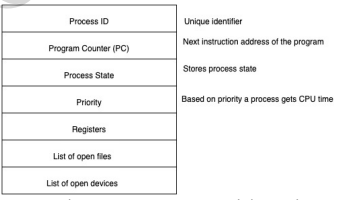 Process ID
Unique identifier
Program Counter (PC)
Next instruction address of the program
Process State
Stores process state
Priority
Based on priority a process gets CPU time
Registers
List of open files
List of open devices